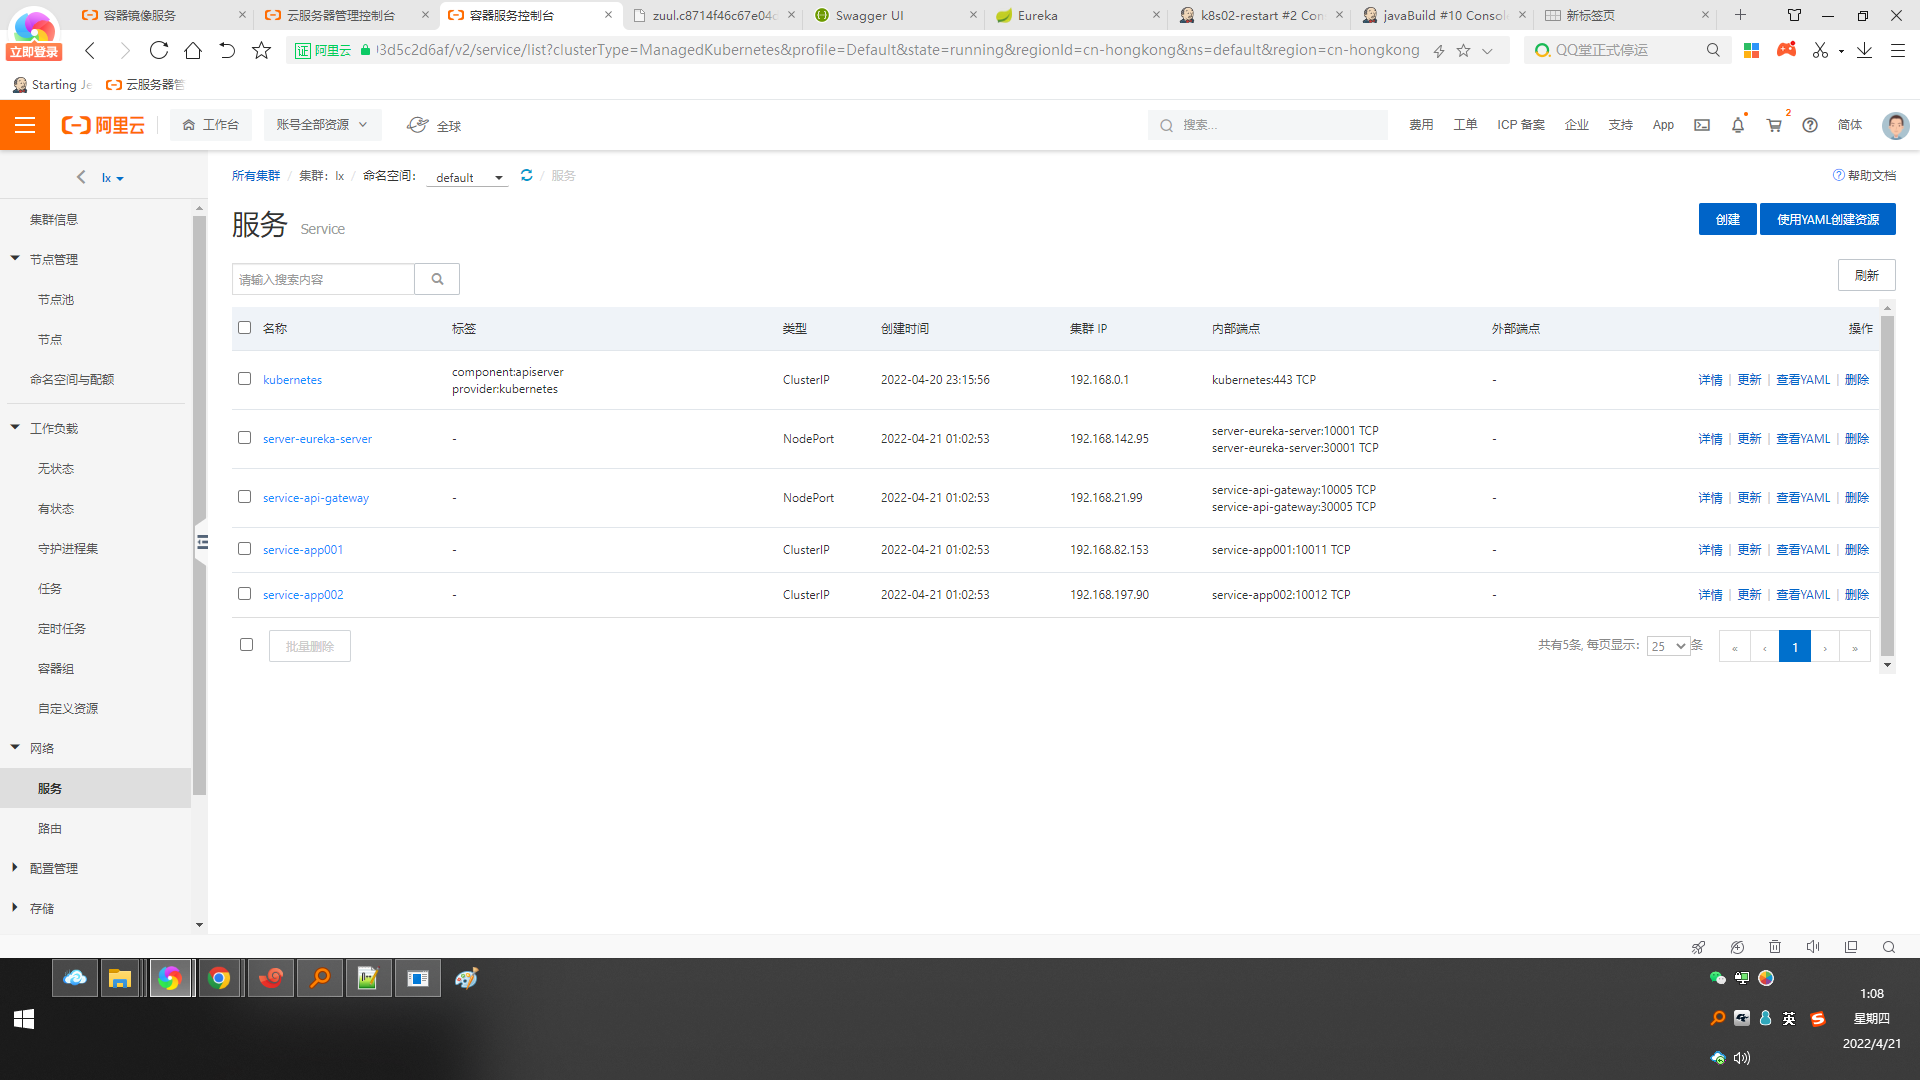 容器镜像服务
云服务器管理控制台
容器服务控制台
zuul.c8714f46c67e04c
Swagger UI
Eureka
k8s02-restart #2 Con
javaBuild #10 Consol
新标签页
立即登录
证 阿里云
!3d5c2d6af/v2/service/list?clusterType=ManagedKubernetes&profile=Default&state=running&regionId=cn-hongkong&ns=default&region=cn-hongkong
QQ堂正式停运
Starting Je
云服务器管
阿里云
工作台
账号全部资源
全球
搜索...
费用
工单
ICP 备案
企业
支持
App
2
简体
lx
所有集群 / 集群: lx / 命名空间: default / 服务
帮助文档
服务 Service
创建
使用YAML创建资源
请输入搜索内容
刷新
集群信息
节点管理
节点池
节点
命名空间与配额
工作负载
无状态
有状态
守护进程集
任务
定时任务
容器组
自定义资源
网络
服务
路由
配置管理
存储
名称 标签 类型 创建时间 集群 IP 内部端点 外部端点 操作
kubernetes component:apiserver provider:kubernetes ClusterIP 2022-04-20 23:15:56 192.168.0.1 kubernetes:443 TCP - 详情 | 更新 | 查看YAML | 删除
server-eureka-server - NodePort 2022-04-21 01:02:53 192.168.142.95 server-eureka-server:10001 TCP server-eureka-server:30001 TCP - 详情 | 更新 | 查看YAML | 删除
service-api-gateway - NodePort 2022-04-21 01:02:53 192.168.21.99 service-api-gateway:10005 TCP service-api-gateway:30005 TCP - 详情 | 更新 | 查看YAML | 删除
service-app001 - ClusterIP 2022-04-21 01:02:53 192.168.82.153 service-app001:10011 TCP - 详情 | 更新 | 查看YAML | 删除
service-app002 - ClusterIP 2022-04-21 01:02:53 192.168.197.90 service-app002:10012 TCP - 详情 | 更新 | 查看YAML | 删除
批量删除
共有5条, 每页显示: 25 条
« ‹ 1 › »
1:08
英
星期四
2022/4/21